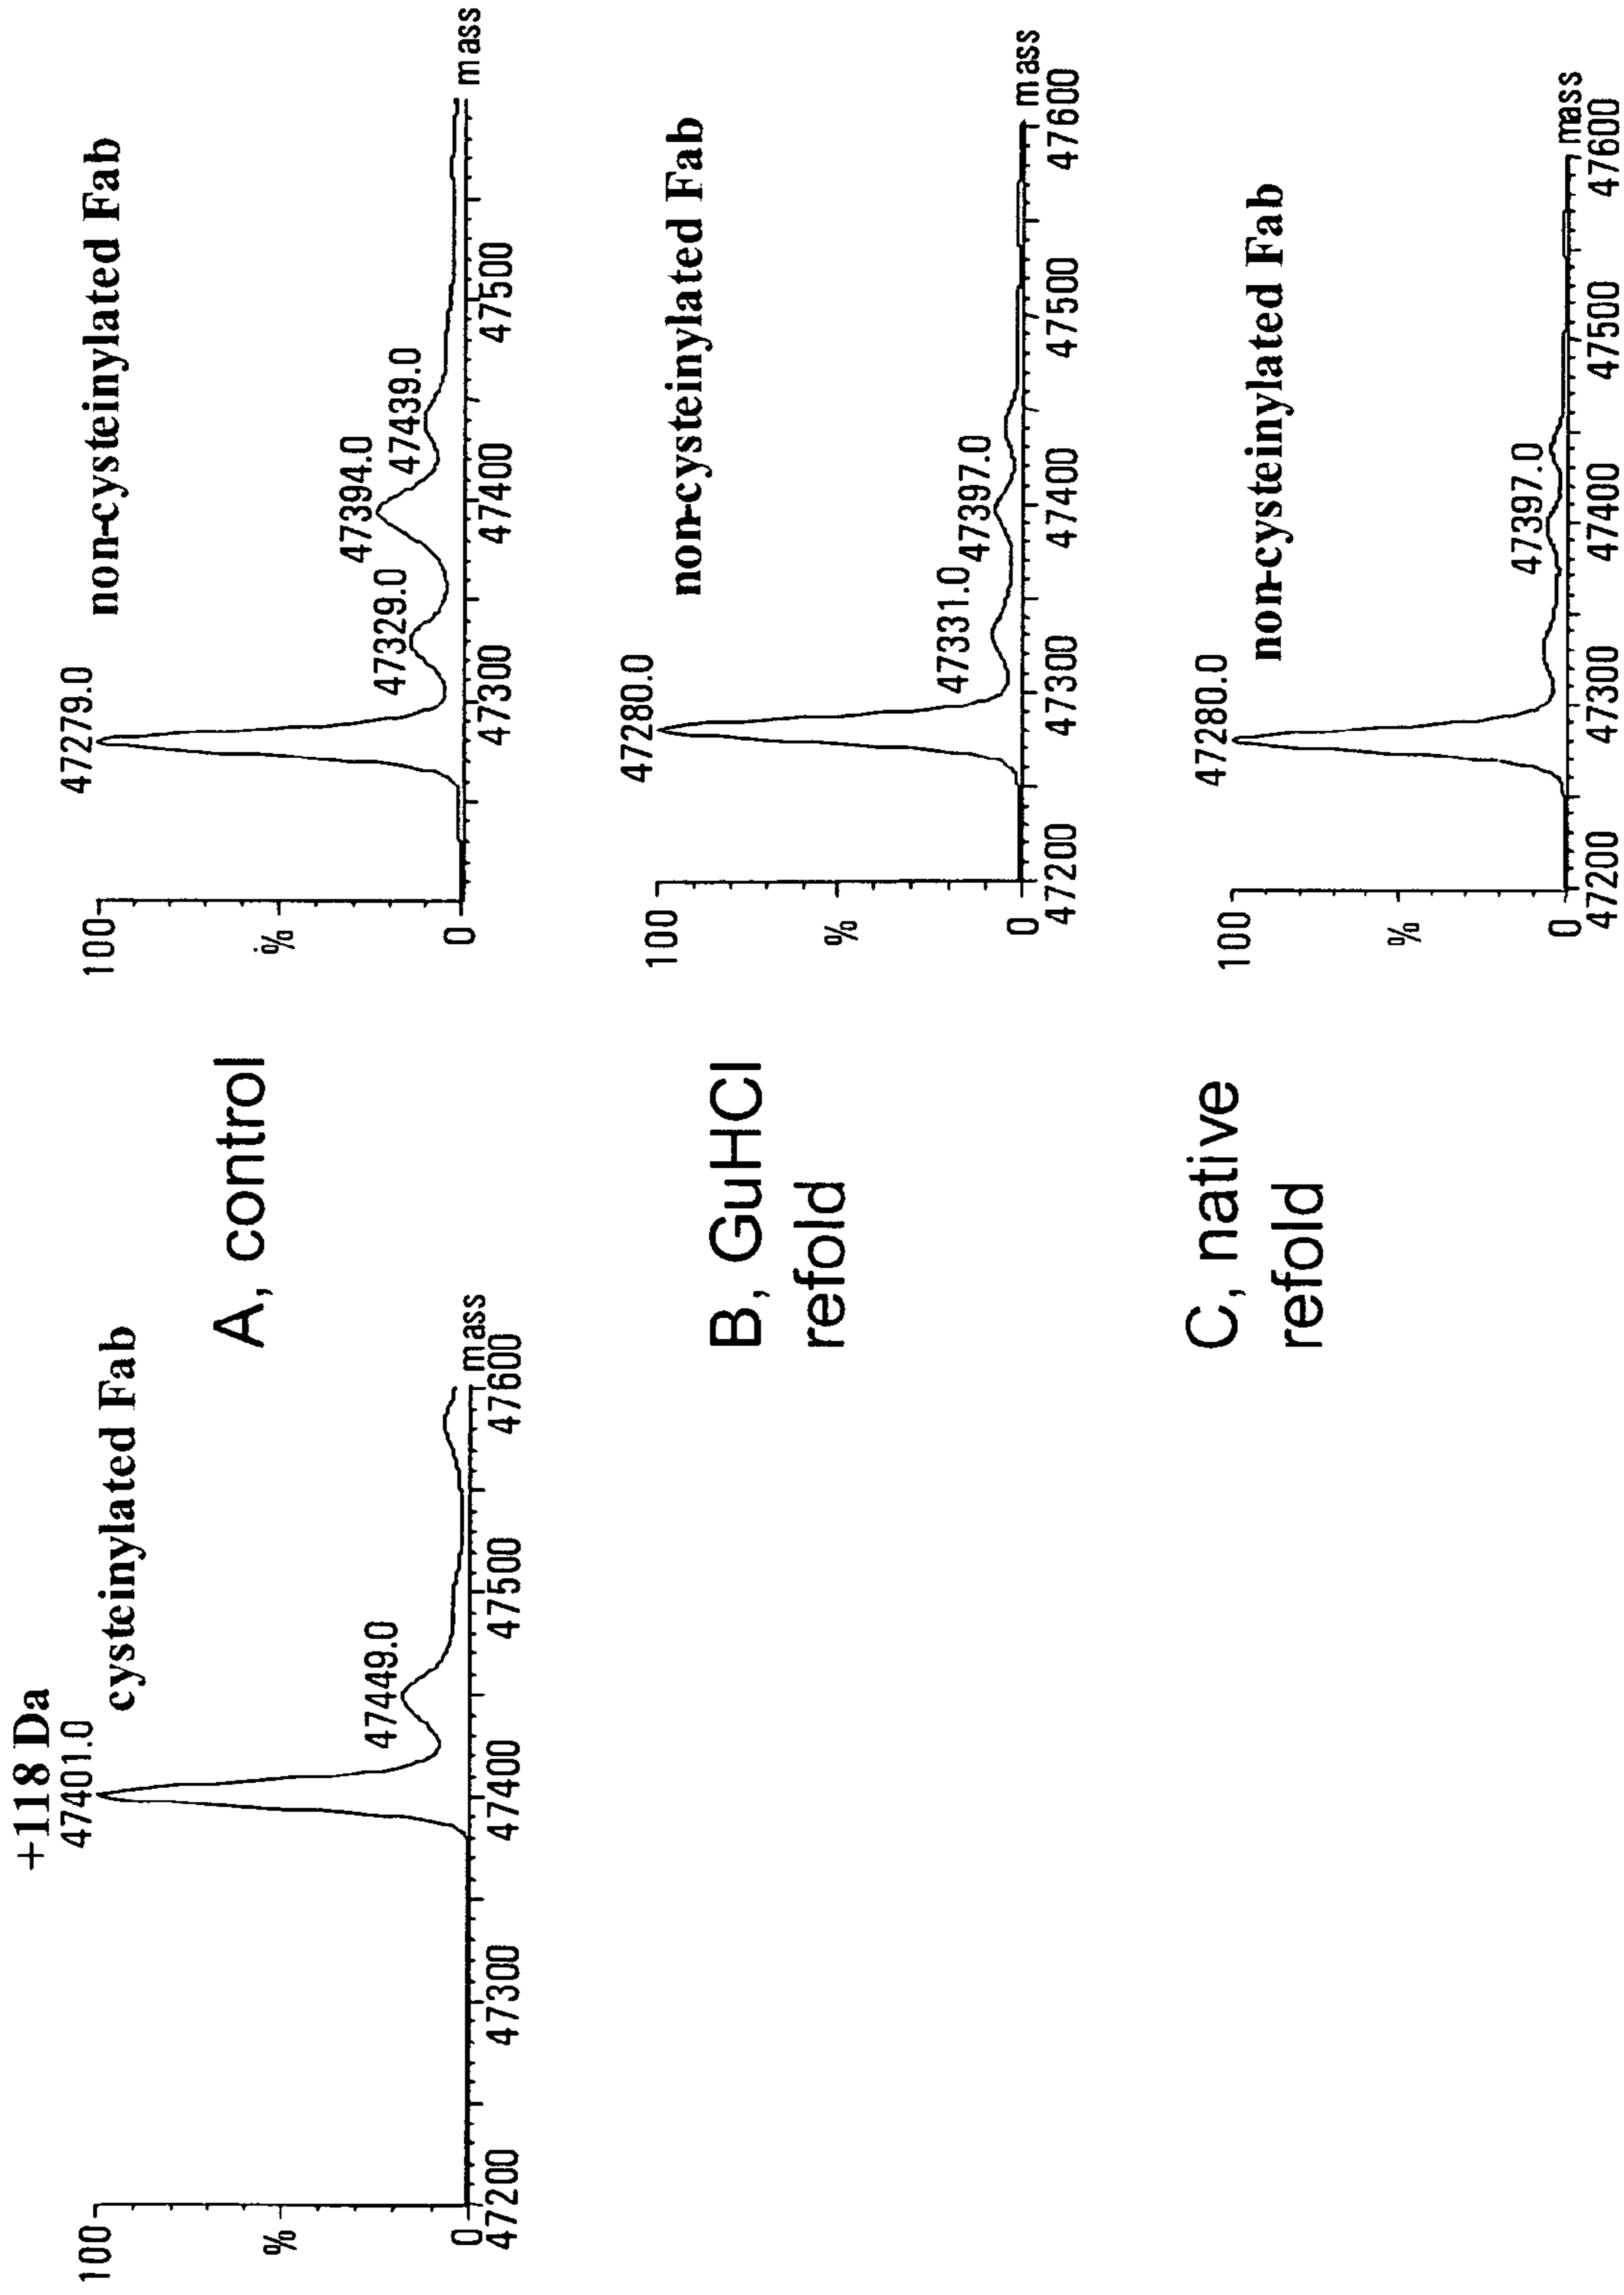 +118 Da
47401.0
cysteinylated Fab
100
%
0
47449.0
47200 47300 47400 47500 47600
mass
A, control
non-cysteinylated Fab
47279.0
100
%
0
47329.0
47394.0
47439.0
47300 47400 47500
mass
B, GuHCl
refold
non-cysteinylated Fab
47280.0
100
%
0
47331.0
47397.0
47200 47300 47400 47500 47600
mass
C, native
refold
non-cysteinylated Fab
47280.0
100
%
0
47397.0
47200 47300 47400 47500 47600
mass